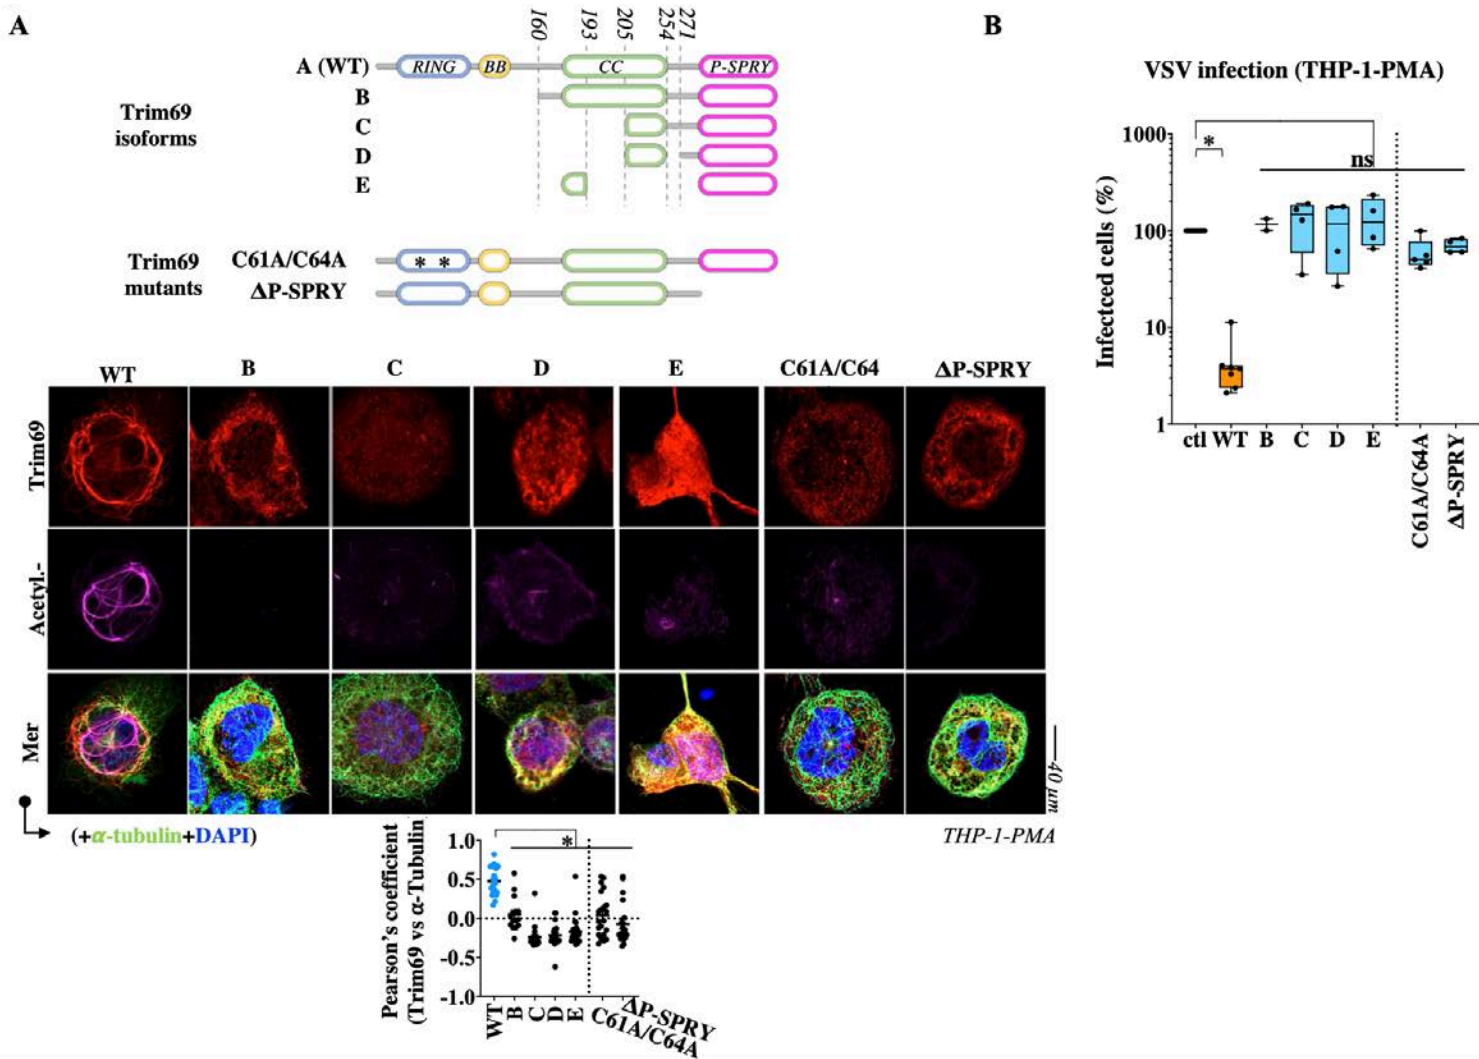 A
160 193 205 254 271
A (WT) RING BB CC P-SPRY
B
C
D
E
Trim69
isoforms
C61A/C64A * *
ΔP-SPRY
Trim69
mutants
WT B C D E C61A/C64 ΔP-SPRY
Trim69
Acetyl.-
Mer
40 µm
(+α-tubulin+DAPI)
THP-1-PMA
Pearson's coefficient
(Trim69 vs α-Tubulin)
1.0
0.5
0.0
-0.5
-1.0
*
WT B C D E C61A/C64A ΔP-SPRY
B
VSV infection (THP-1-PMA)
Infectced cells (%)
1000
100
10
1
*
ns
ctl WT B C D E C61A/C64A ΔP-SPRY